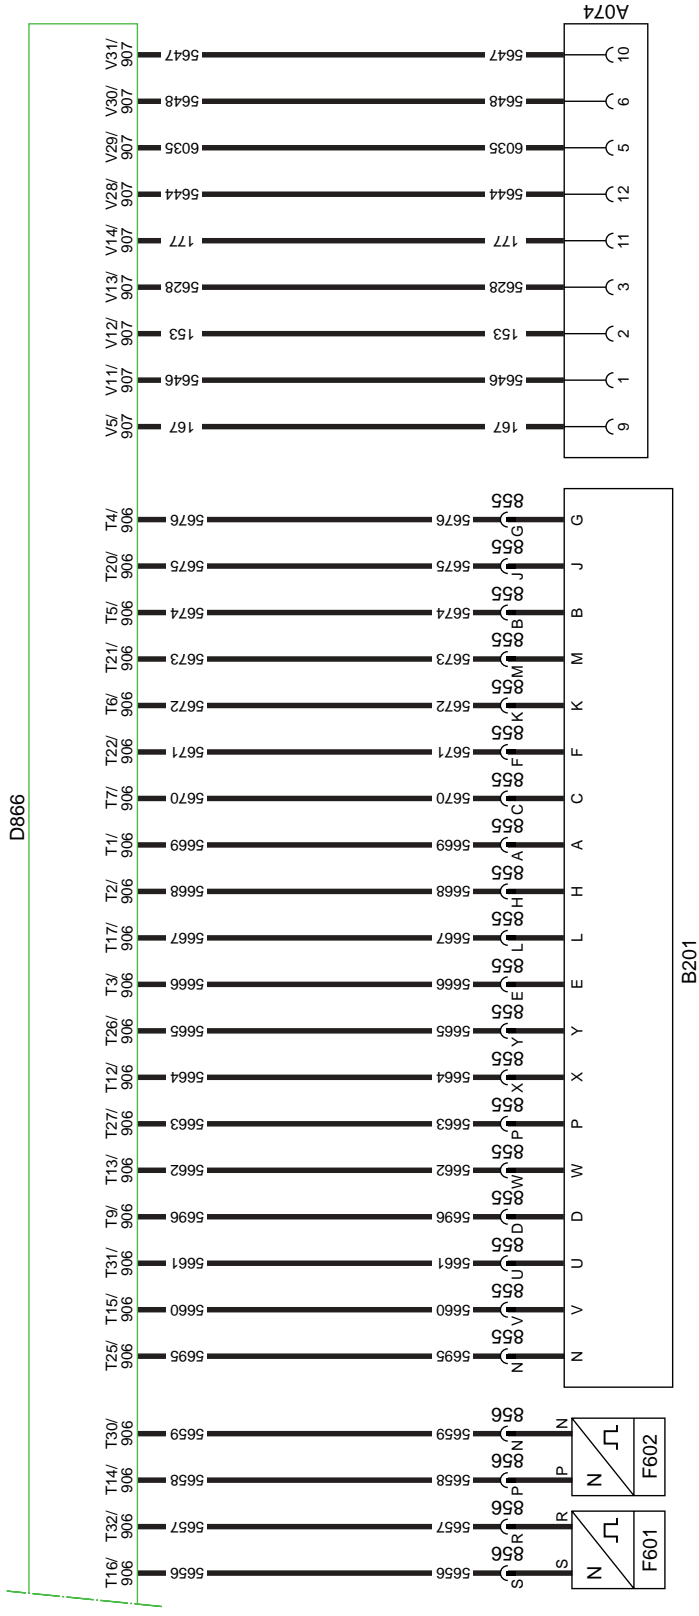 A074
V31/
907
5647
5647
10
V30/
907
5648
5648
6
V29/
907
6035
6035
5
V28/
907
5644
5644
12
V14/
907
177
177
11
V13/
907
5628
5628
3
V12/
907
153
153
2
V11/
907
5646
5646
1
V5/
907
167
167
9
D866
B201
T4/
906
5676
5676
855
G
G
T20/
906
5675
5675
855
J
J
T5/
906
5674
5674
855
B
B
T21/
906
5673
5673
855
M
M
T6/
906
5672
5672
855
K
K
T22/
906
5671
5671
855
F
F
T7/
906
5670
5670
855
C
C
T1/
906
5669
5669
855
A
A
T2/
906
5668
5668
855
H
H
T17/
906
5667
5667
855
L
L
T3/
906
5666
5666
855
E
E
T26/
906
5665
5665
855
Y
Y
T12/
906
5664
5664
855
X
X
T27/
906
5663
5663
855
P
P
T13/
906
5662
5662
855
W
W
T9/
906
5696
5696
855
D
D
T31/
906
5661
5661
855
U
U
T15/
906
5660
5660
855
V
V
T25/
906
5695
5695
855
N
N
T30/
906
5659
5659
856
N
N
T14/
906
5658
5658
856
P
P
N
F602
T32/
906
5657
5657
856
R
R
T16/
906
5656
5656
856
S
S
N
F601